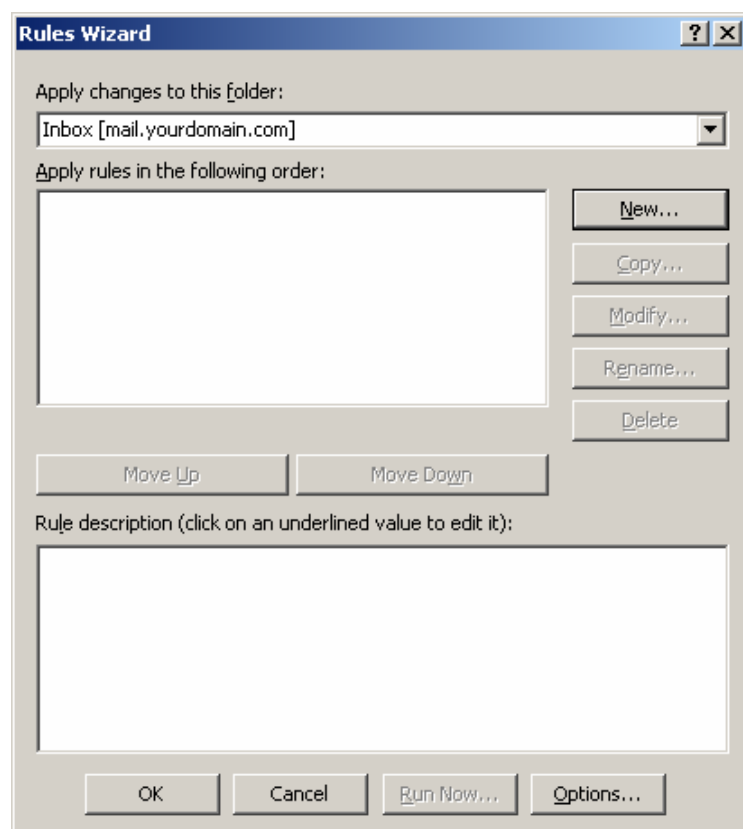 Rules Wizard
Apply changes to this folder:
Inbox [mail.yourdomain.com]
Apply rules in the following order:
New...
Copy...
Modify...
Rename...
Delete
Move Up
Move Down
Rule description (click on an underlined value to edit it):
OK
Cancel
Run Now...
Options...